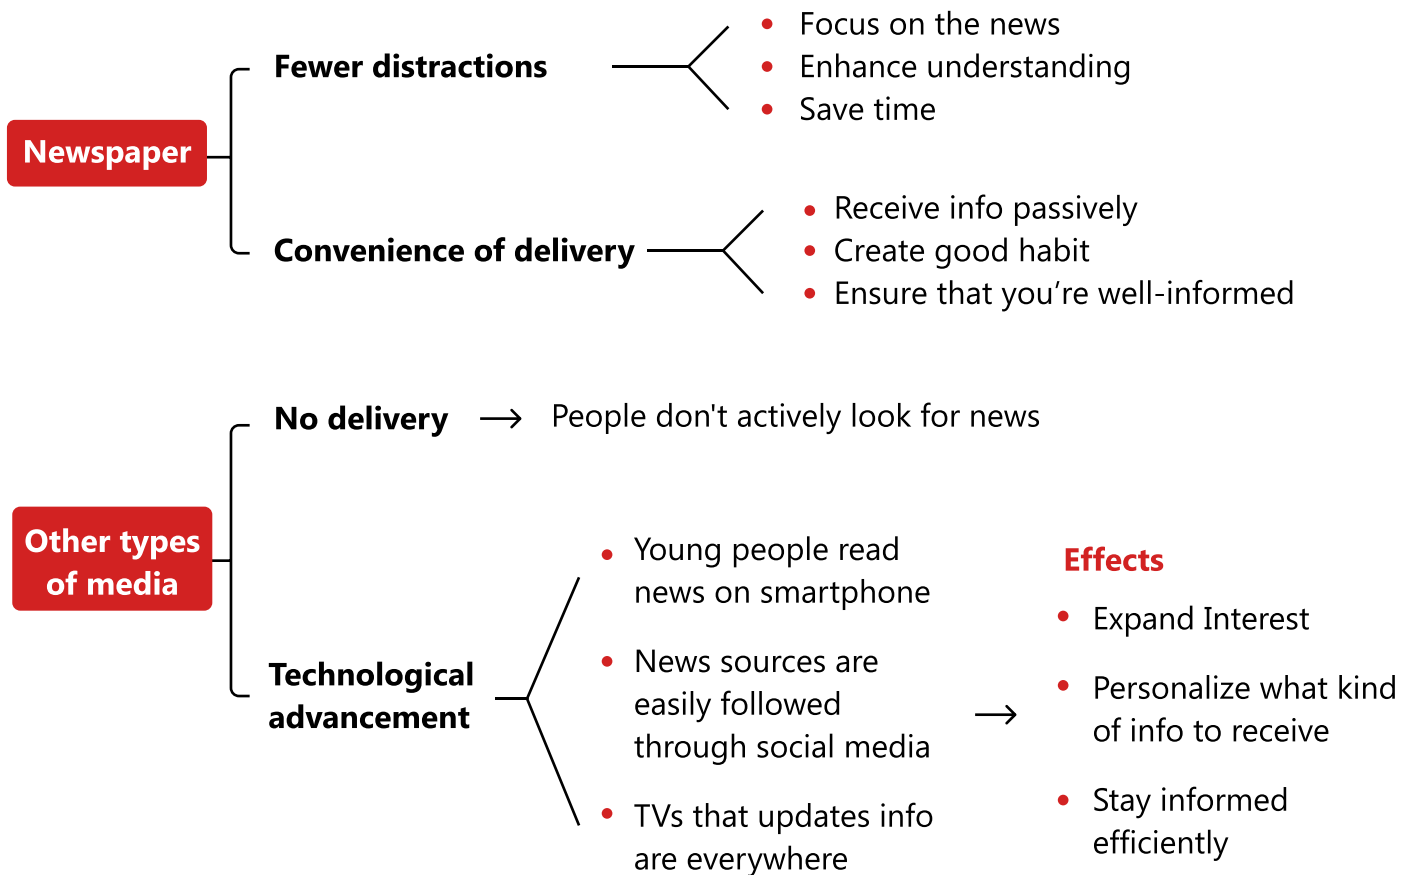 Newspaper
Fewer distractions
• Focus on the news
• Enhance understanding
• Save time
Convenience of delivery
• Receive info passively
• Create good habit
• Ensure that you’re well-informed
Other types
of media
No delivery → People don't actively look for news
Technological
advancement
• Young people read
news on smartphone
• News sources are
easily followed
through social media
• TVs that updates info
are everywhere
→
Effects
• Expand Interest
• Personalize what kind
of info to receive
• Stay informed
efficiently